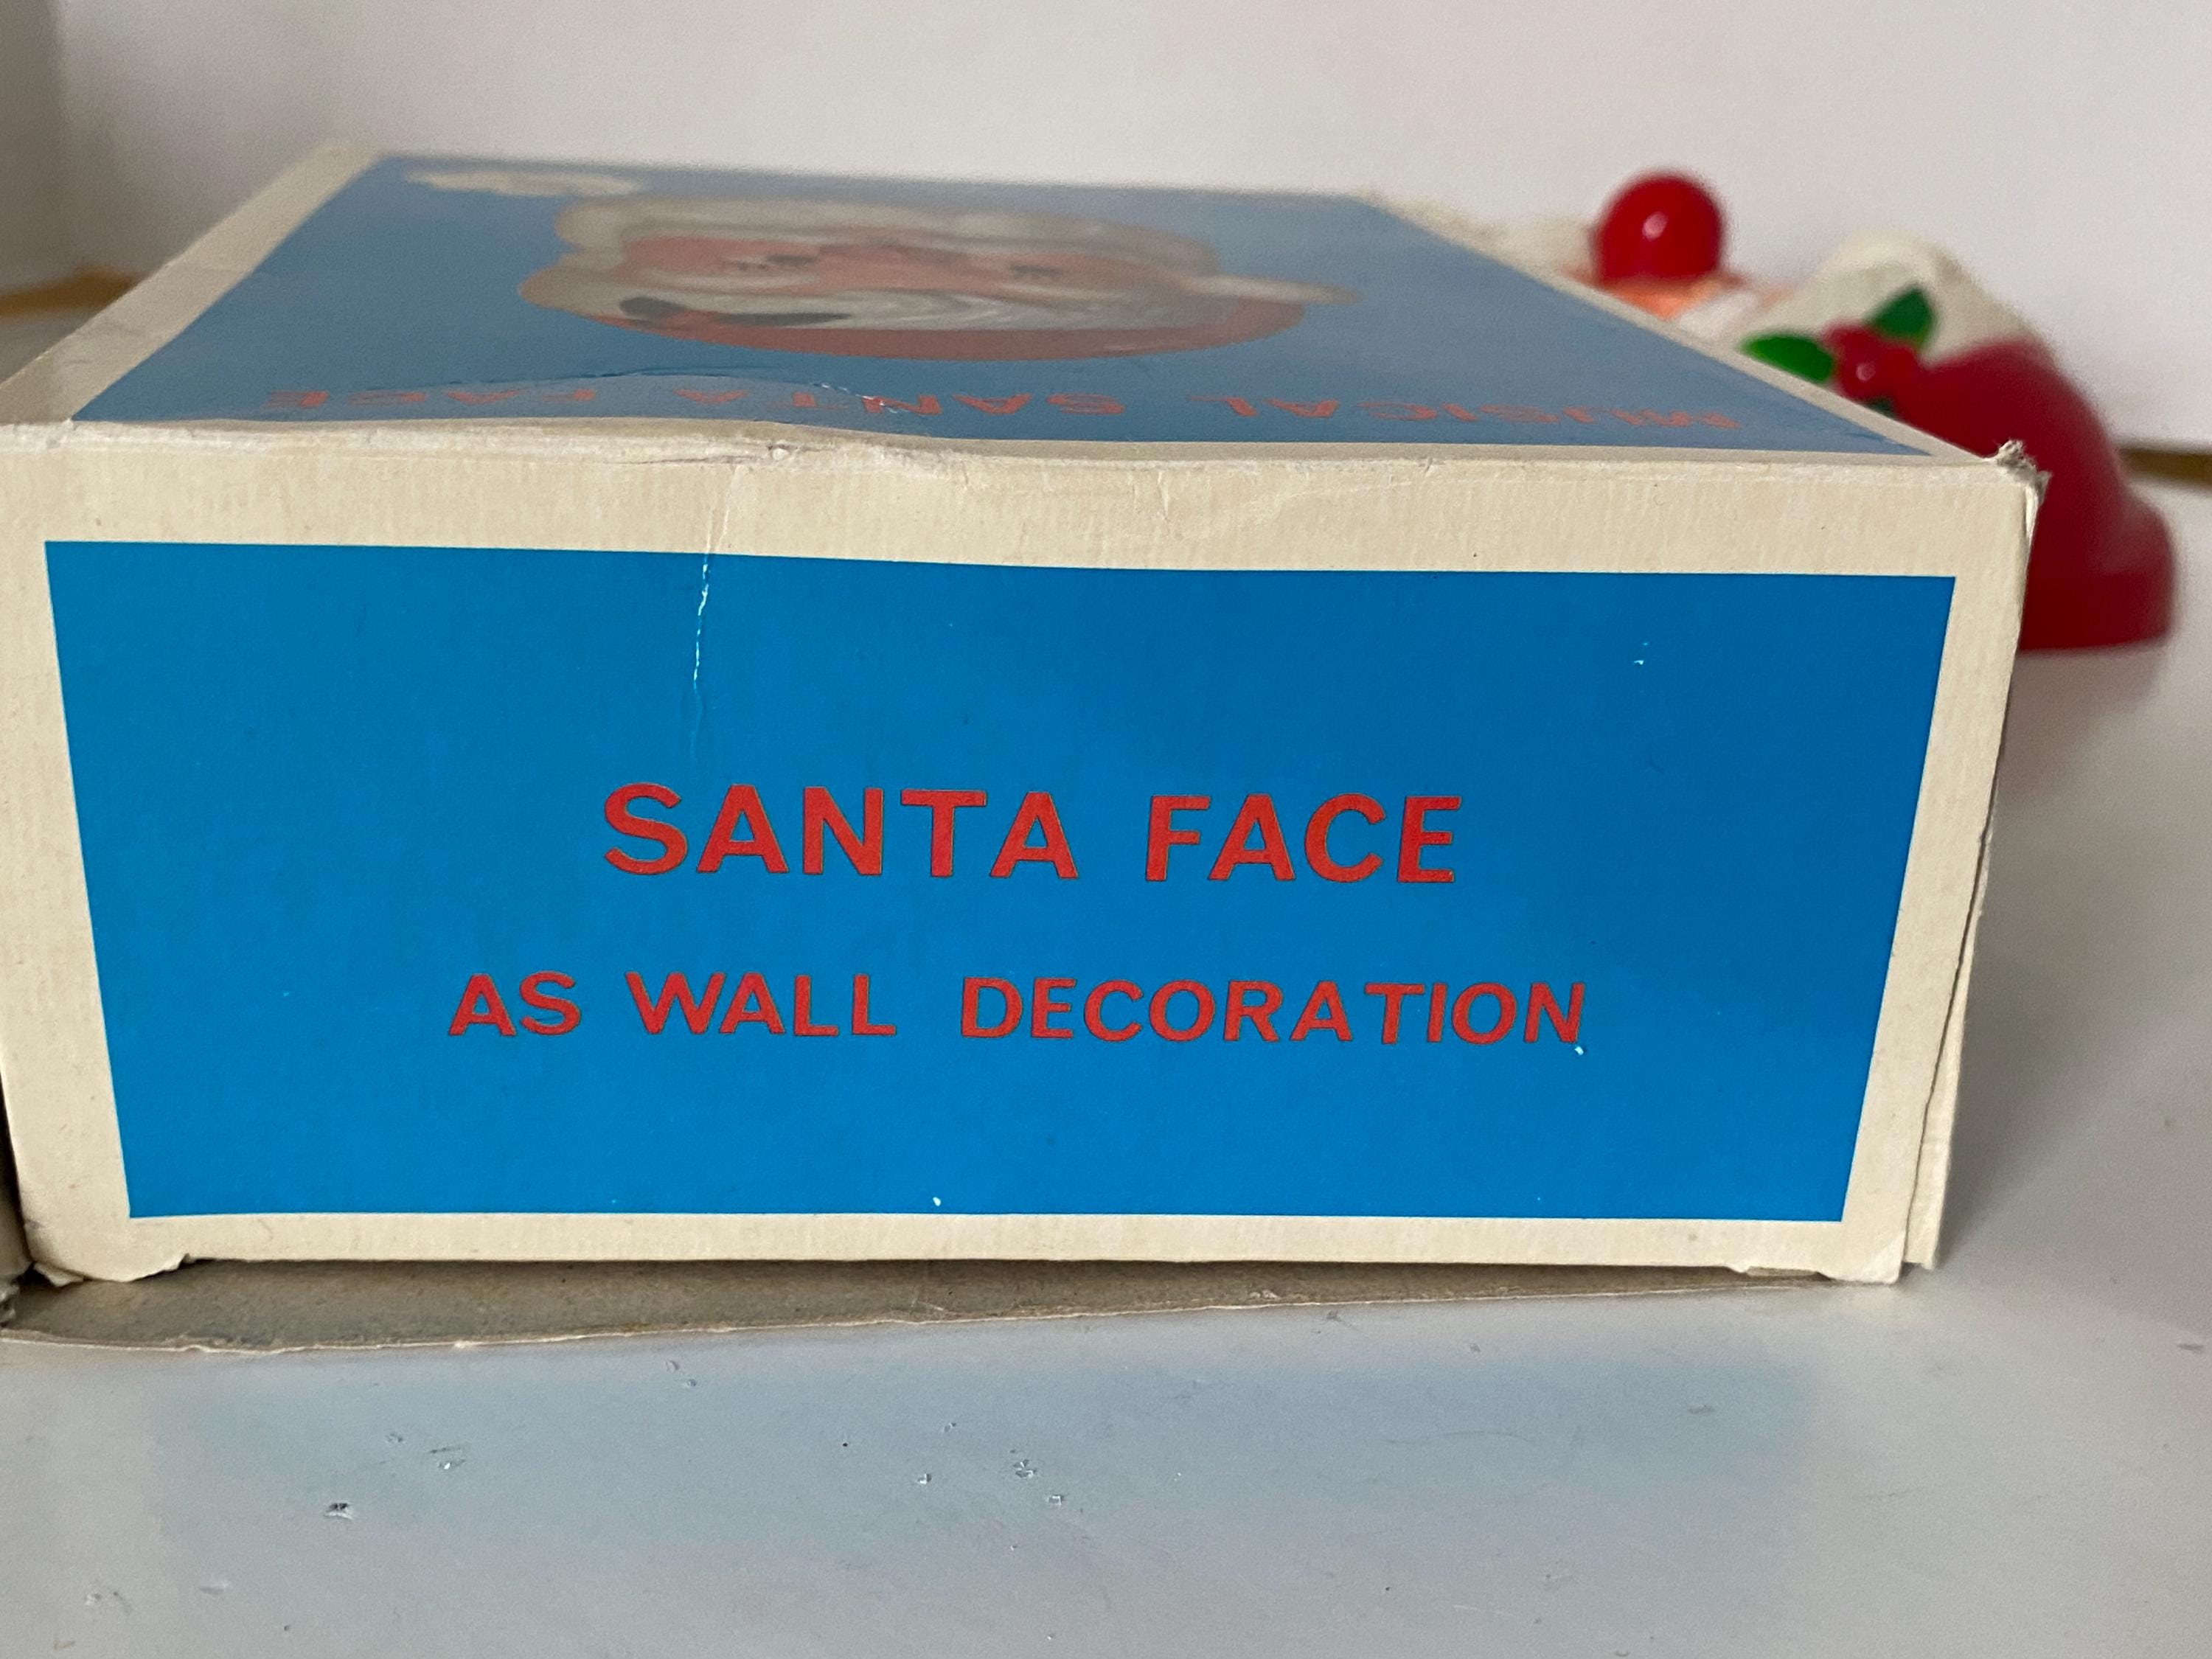 MUSICAL SANTA FACE
SANTA FACE
AS WALL DECORATION